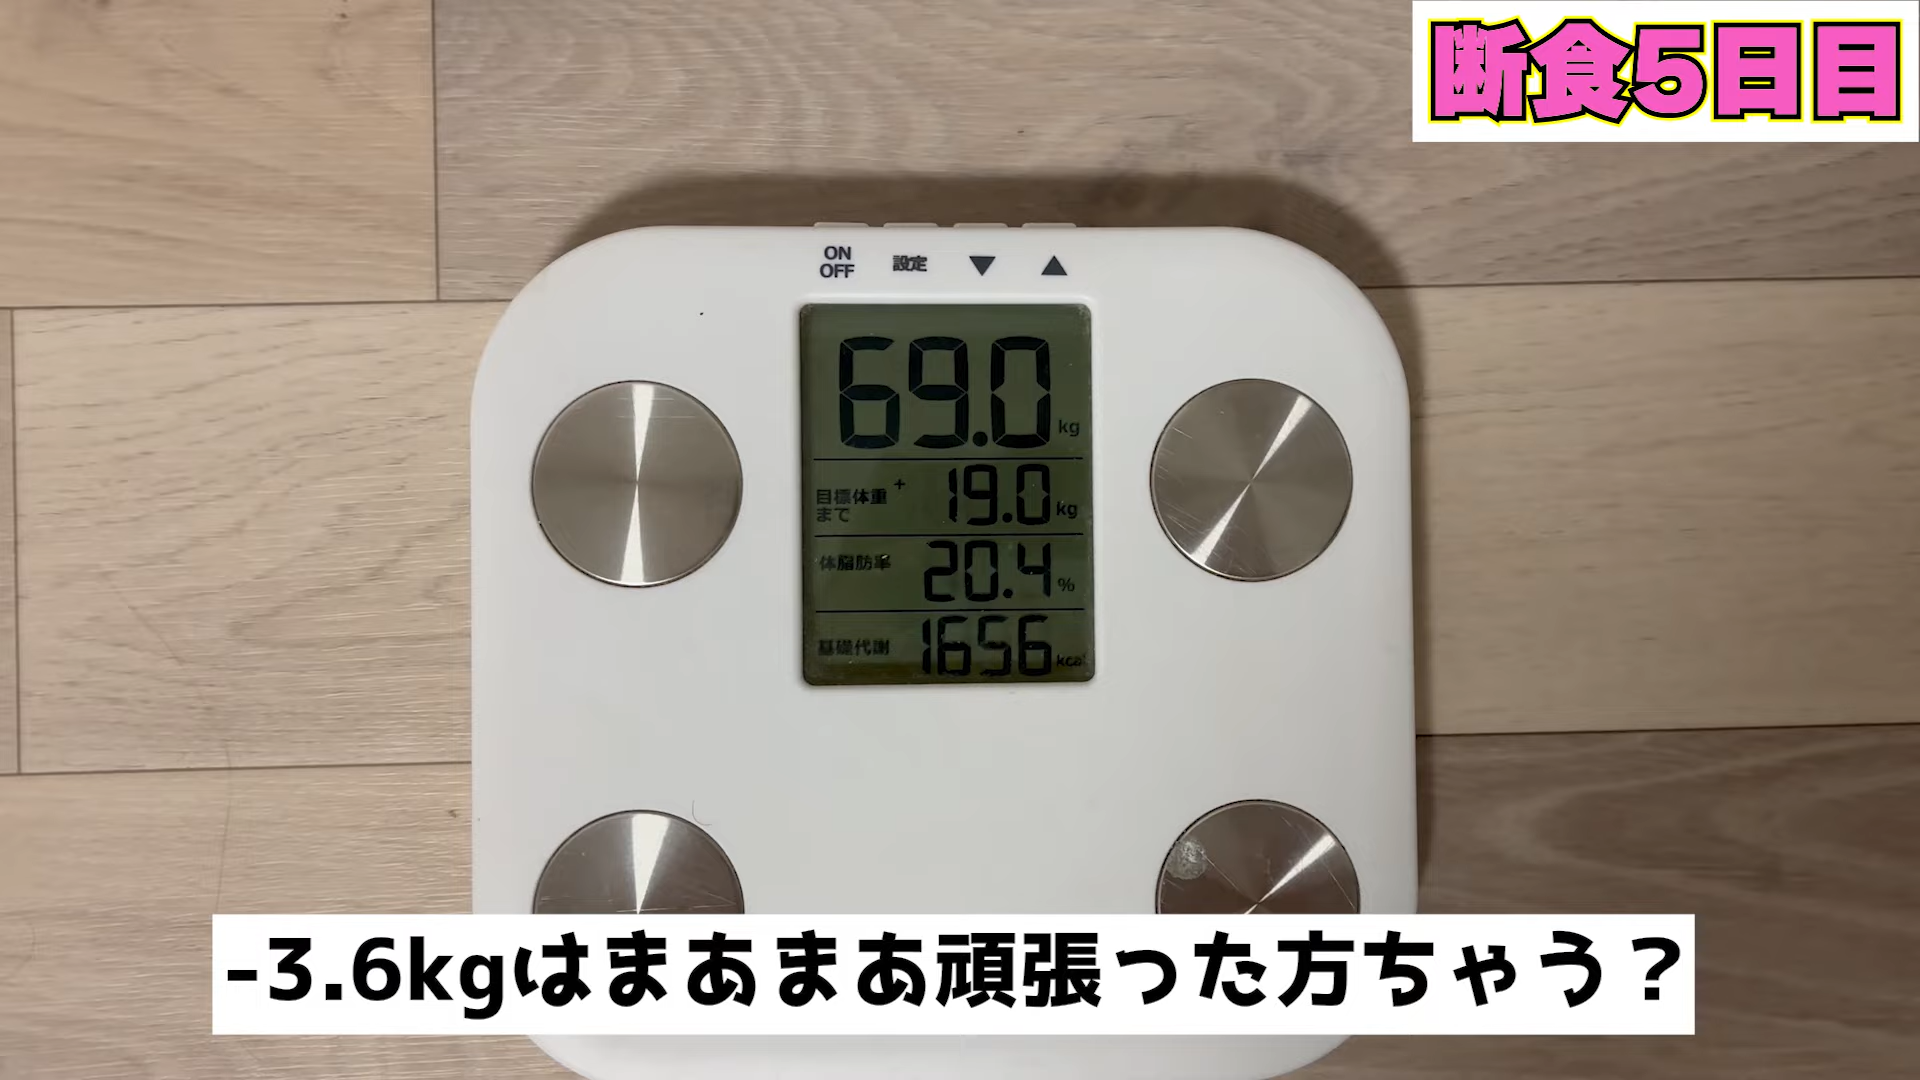 断食5日目
ON
OFF
設定
▼
▲
69.0 kg
目標体重
まで
+ 19.0 kg
体脂肪率 20.4 %
基礎代謝 1656 kcal
-3.6kgはまあまあ頑張った方ちゃう？